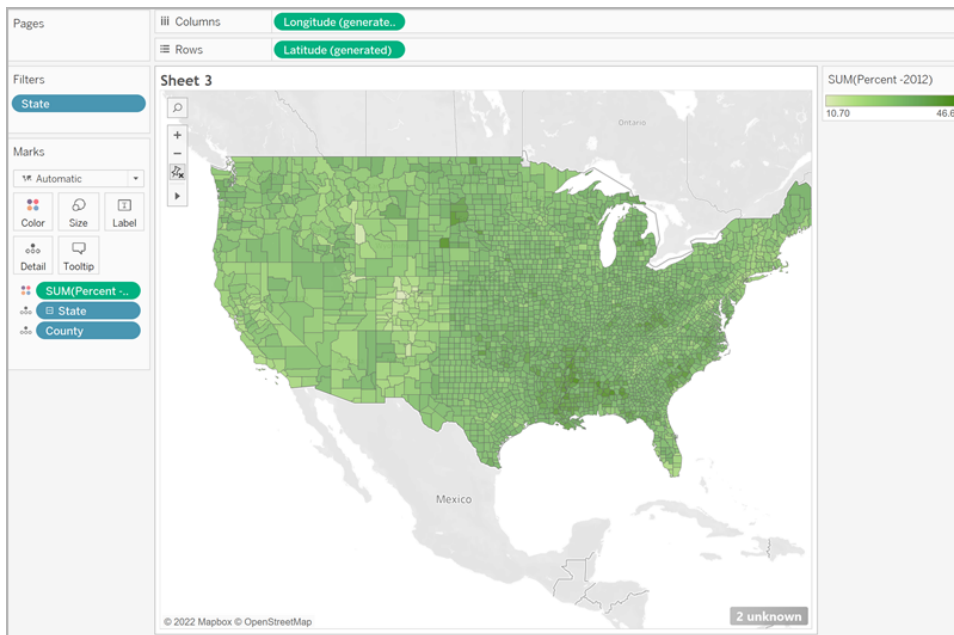 Pages
Columns
Longitude (generate..
Rows
Latitude (generated)
Filters
State
Marks
Automatic
Color
Size
Label
Detail
Tooltip
SUM(Percent -..
State
County
Sheet 3
Ontario
Mexico
© 2022 Mapbox © OpenStreetMap
2 unknown
SUM(Percent -2012)
10.70
46.6